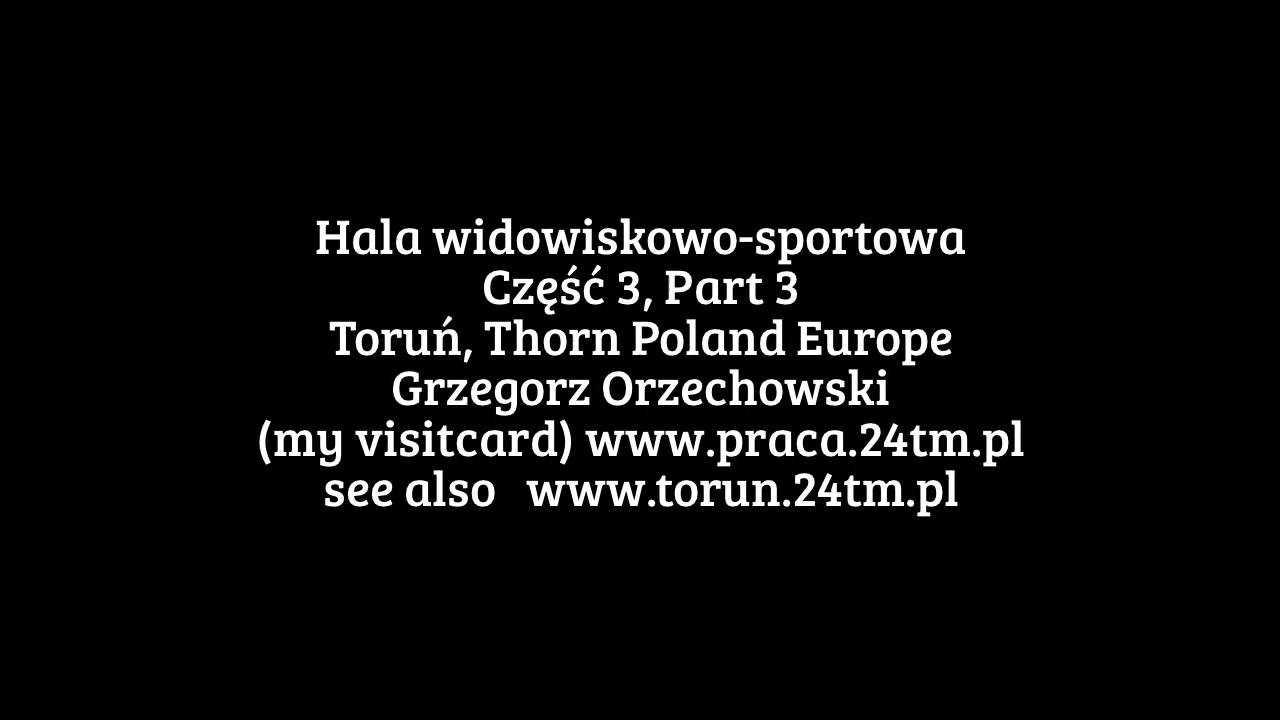 Hala widowiskowo-sportowa
Część 3, Part 3
Toruń, Thorn Poland Europe
Grzegorz Orzechowski
(my visitcard) www.praca.24tm.pl
see also   www.torun.24tm.pl